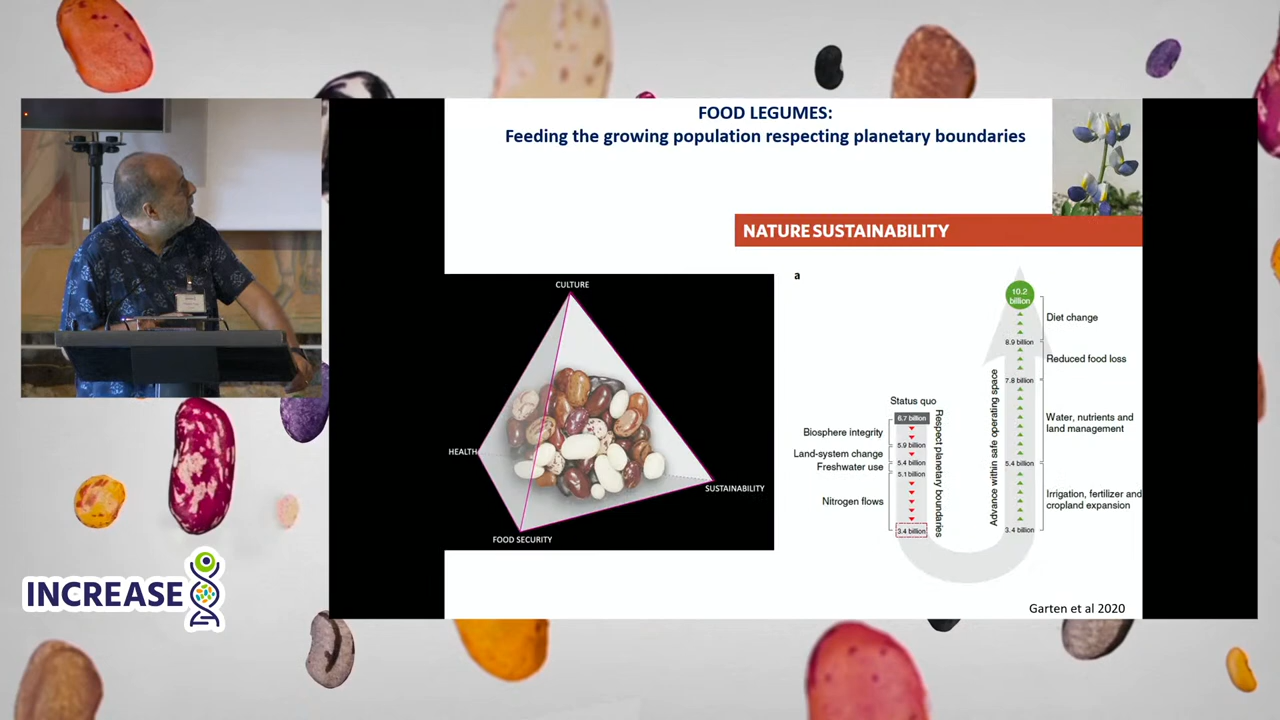 FOOD LEGUMES:
Feeding the growing population respecting planetary boundaries
NATURE SUSTAINABILITY
CULTURE
HEALTH
SUSTAINABILITY
FOOD SECURITY
a
Status quo
6.7 billion
Biosphere integrity
5.9 billion
Land-system change
5.4 billion
Freshwater use
5.1 billion
Nitrogen flows
3.4 billion
Respect planetary boundaries
Advance within safe operating space
10.2
billion
Diet change
8.9 billion
Reduced food loss
7.8 billion
Water, nutrients and
land management
5.4 billion
Irrigation, fertilizer and
cropland expansion
3.4 billion
Garten et al 2020
INCREASE